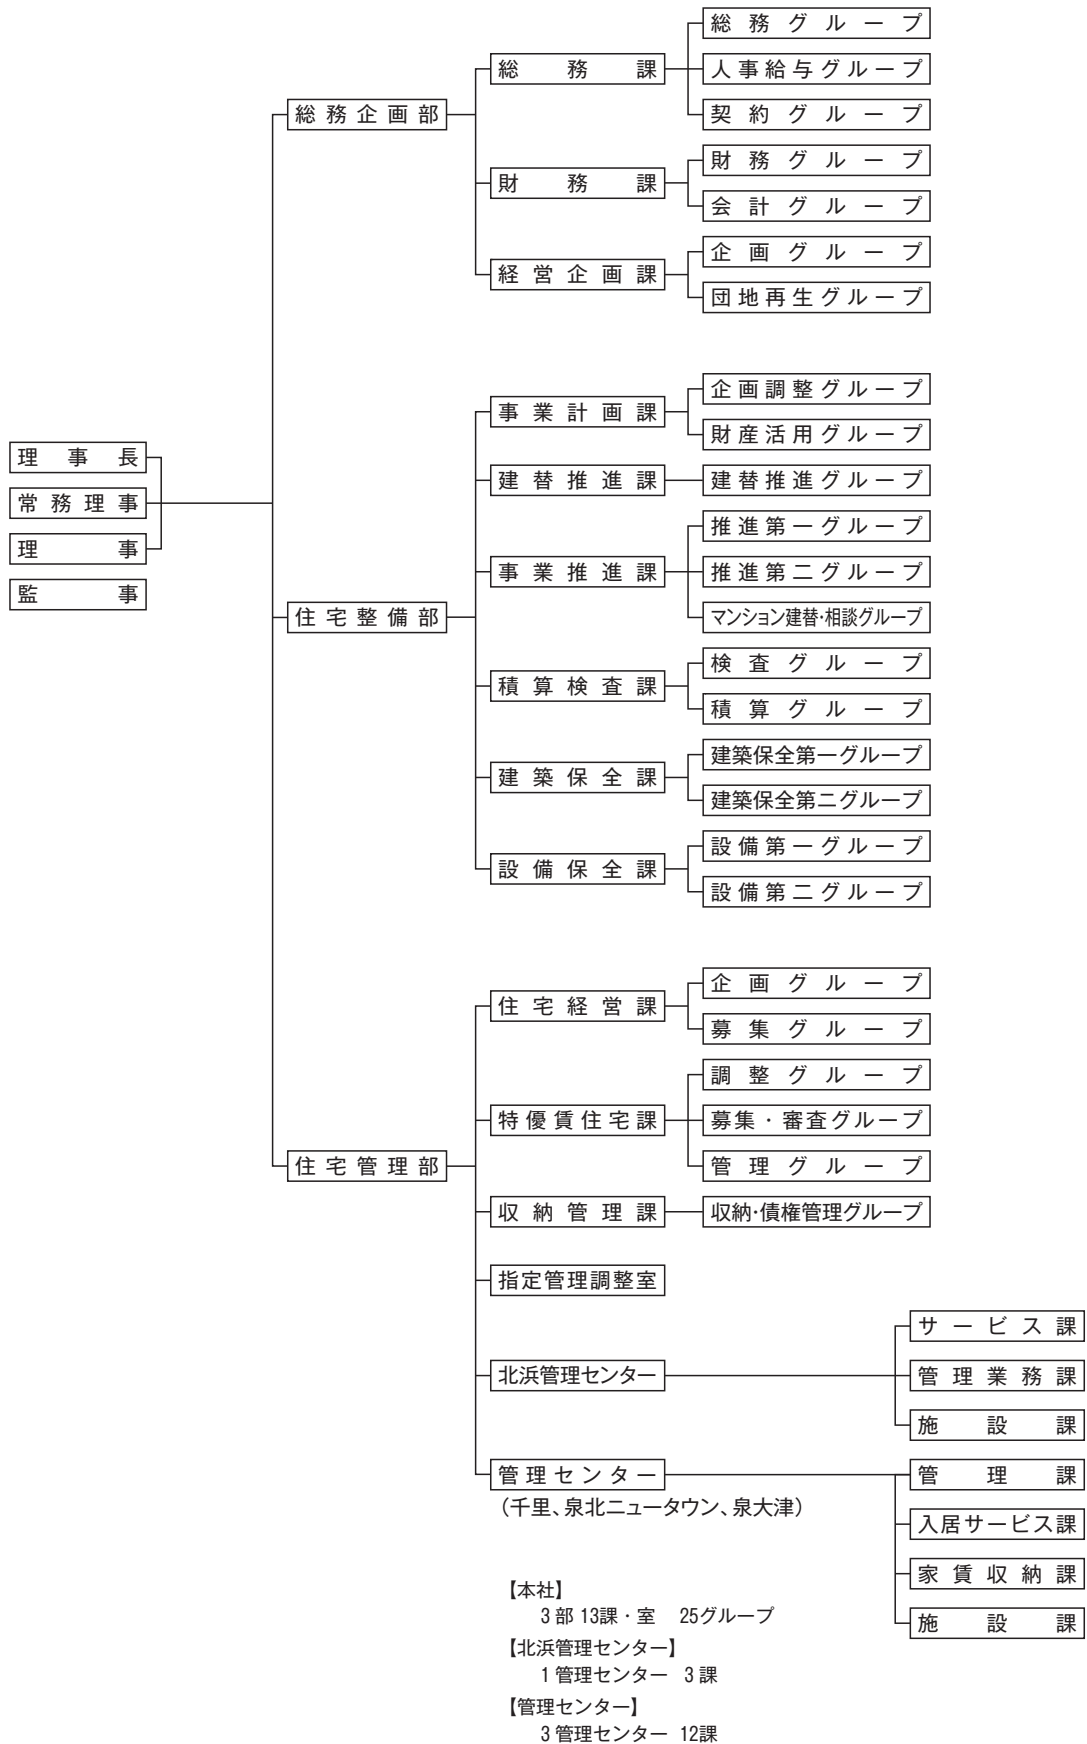 理事長
常務理事
理事
監事
総務企画部
総務課
総務グループ
人事給与グループ
契約グループ
財務課
財務グループ
会計グループ
経営企画課
企画グループ
団地再生グループ
住宅整備部
事業計画課
企画調整グループ
財産活用グループ
建替推進課
建替推進グループ
事業推進課
推進第一グループ
推進第二グループ
マンション建替・相談グループ
積算検査課
検査グループ
積算グループ
建築保全課
建築保全第一グループ
建築保全第二グループ
設備保全課
設備第一グループ
設備第二グループ
住宅管理部
住宅経営課
企画グループ
募集グループ
特優賃住宅課
調整グループ
募集・審査グループ
管理グループ
収納管理課
収納・債権管理グループ
指定管理調整室
北浜管理センター
サービス課
管理業務課
施設課
管理センター
（千里、泉北ニュータウン、泉大津）
管理課
入居サービス課
家賃収納課
施設課
【本社】
3部 13課・室 25グループ
【北浜管理センター】
1管理センター 3課
【管理センター】
3管理センター 12課